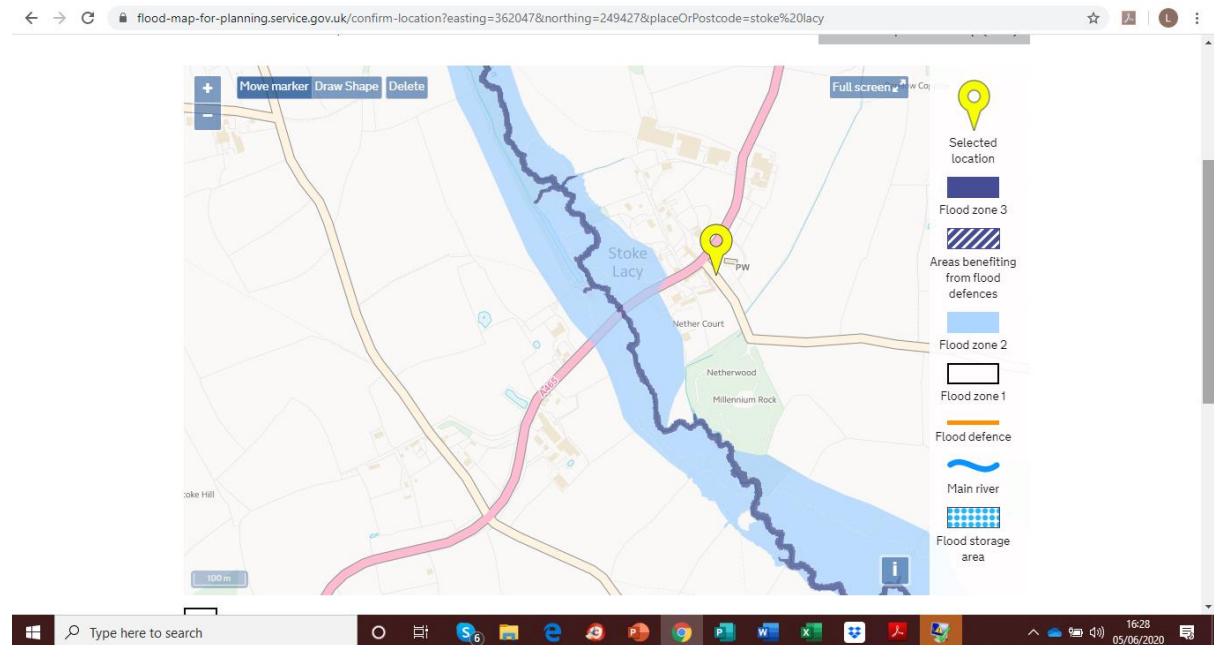 flood-map-for-planning.service.gov.uk/confirm-location?easting=362047&northing=249427&placeOrPostcode=stoke%20lacy
L
+
Move marker Draw Shape Delete
Full screen
−
Selected
location
Flood zone 3
Areas benefiting
from flood
defences
Flood zone 2
Flood zone 1
Flood defence
Main river
Flood storage
area
Stoke
Lacy
PW
Nether Court
Netherwood
Millennium Rock
A465
oke Hill
100 m
i
Type here to search
6
16:28
05/06/2020